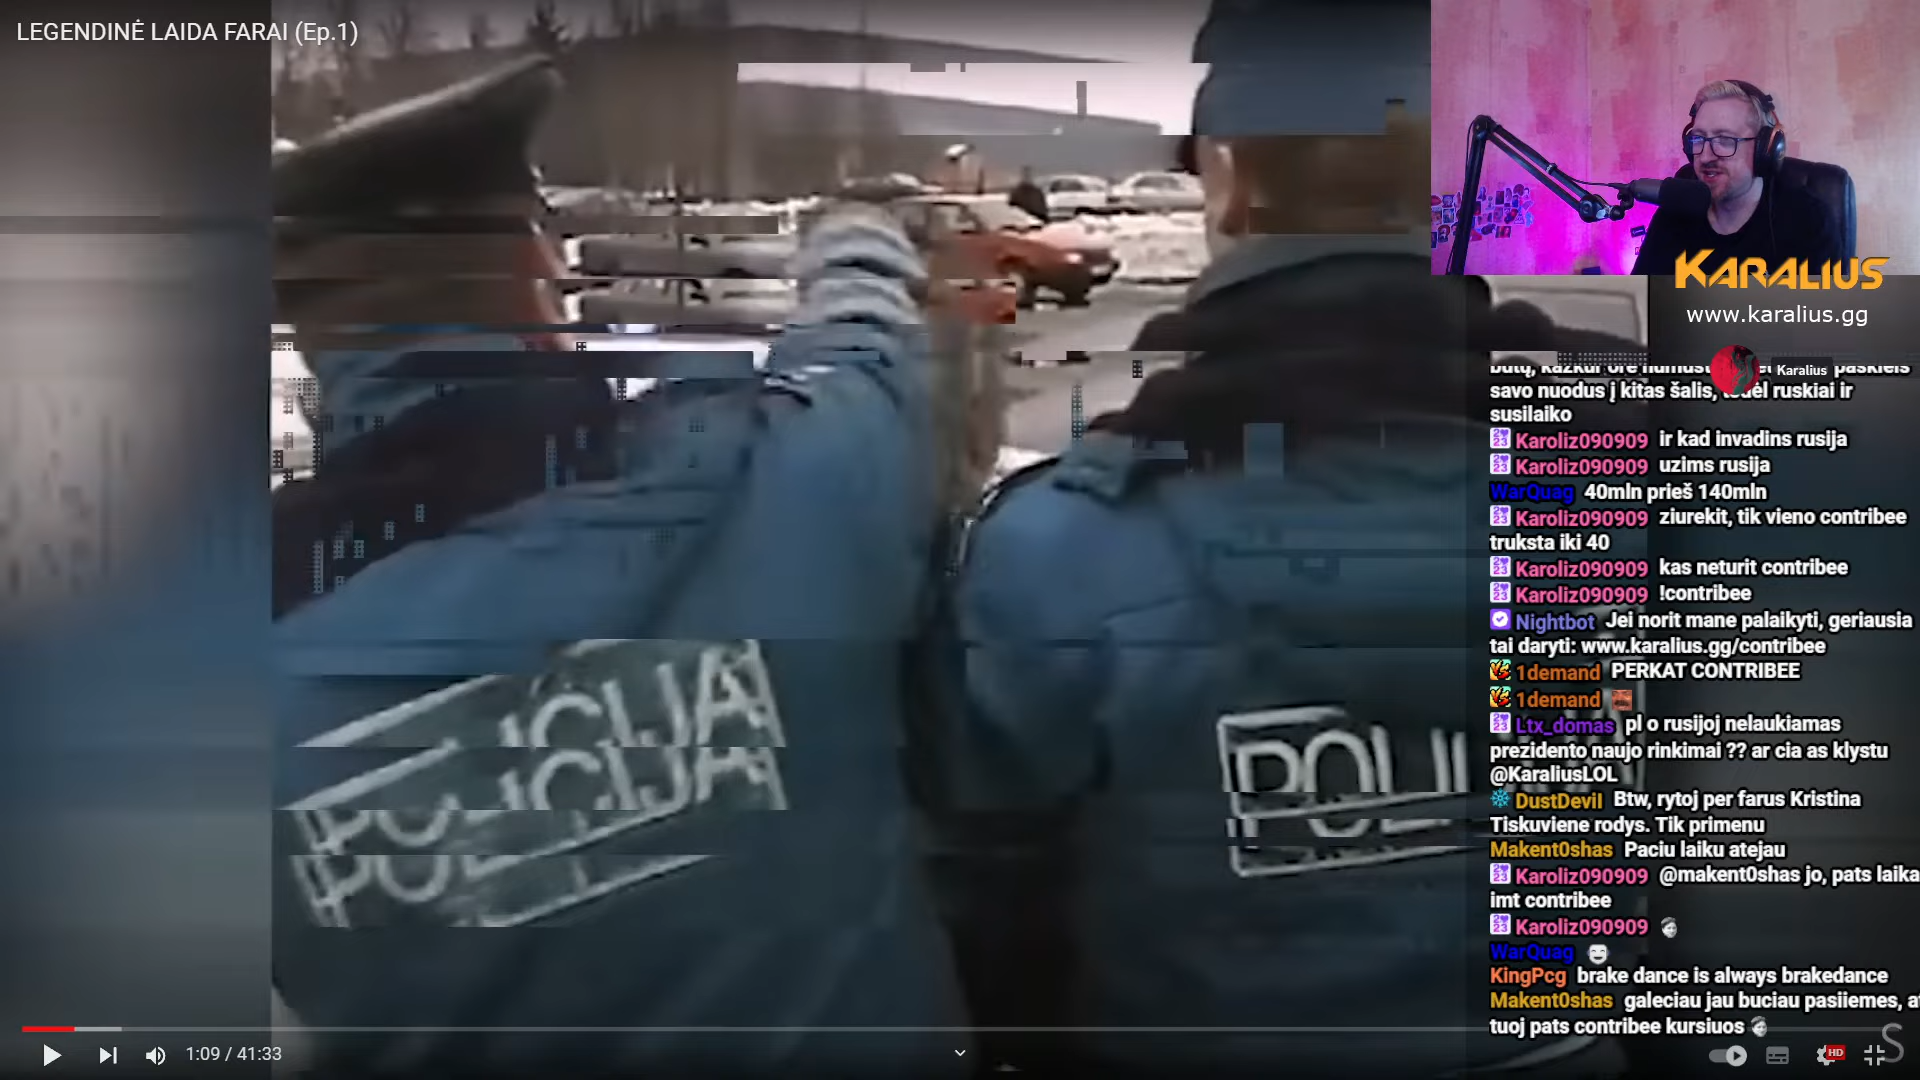 LEGENDINĖ LAIDA FARAI (Ep.1)
POLICIJA
POLI
KARALIUS
www.karalius.gg
Karalius
savo nuodus į kitas šalis, ruskiai ir
susilaiko
Karoliz090909 ir kad invadins rusija
Karoliz090909 uzims rusija
WarQuag 40mln prieš 140mln
Karoliz090909 ziurekit, tik vieno contribee
truksta iki 40
Karoliz090909 kas neturit contribee
Karoliz090909 !contribee
Nightbot Jei norit mane palaikyti, geriausia
tai daryti: www.karalius.gg/contribee
1demand PERKAT CONTRIBEE
1demand
Ltx_domas pl o rusijoj nelaukiamas
prezidento naujo rinkimai ?? ar cia as klystu
@KaraliusLOL
DustDevil Btw, rytoj per farus Kristina
Tiskuviene rodys. Tik primenu
Makent0shas Paciu laiku atejau
Karoliz090909 @makent0shas jo, pats laika
imt contribee
Karoliz090909
WarQuag
KingPcg brake dance is always brakedance
Makent0shas galeciau jau buciau pasiiemes, a
tuoj pats contribee kursiuos
1:09 / 41:33
HD
S